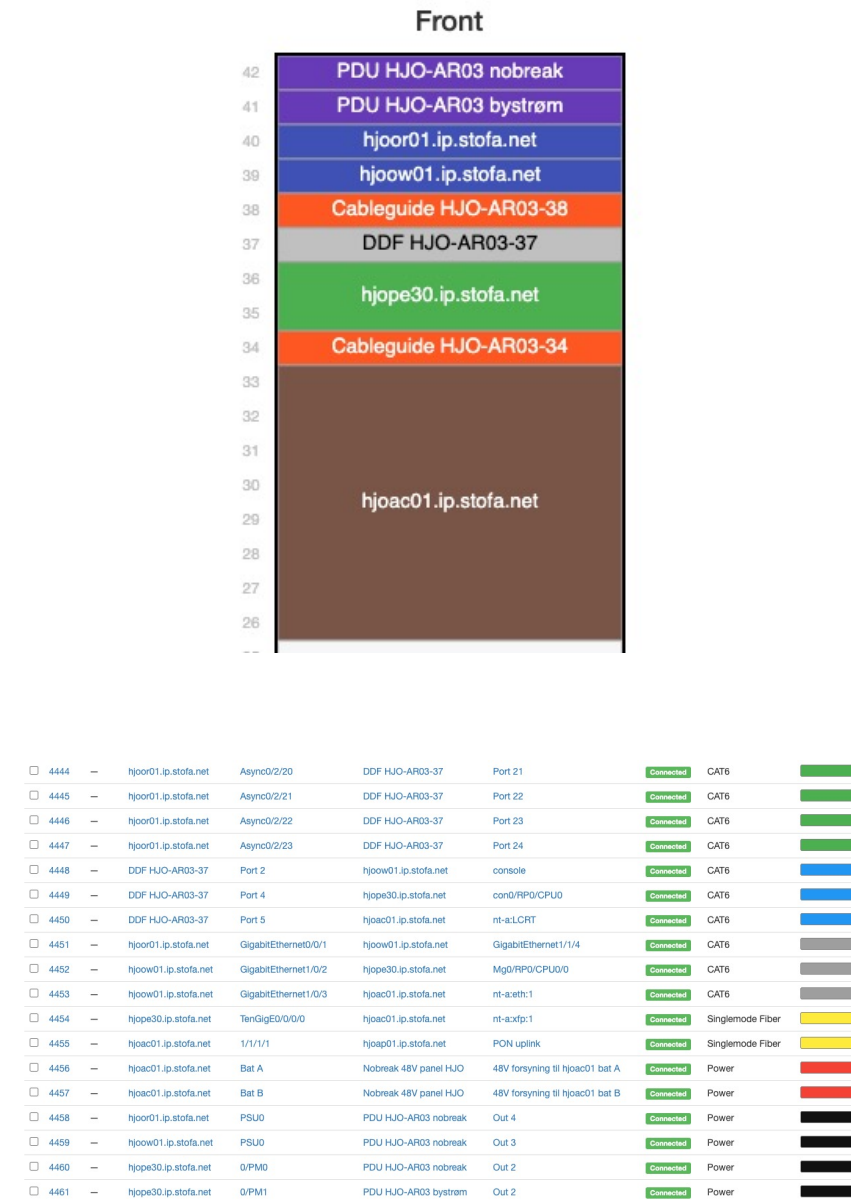 Front
42 PDU HJO-AR03 nobreak
41 PDU HJO-AR03 bystrøm
40 hjoor01.ip.stofa.net
39 hjoow01.ip.stofa.net
38 Cableguide HJO-AR03-38
37 DDF HJO-AR03-37
36
hjope30.ip.stofa.net
35
34 Cableguide HJO-AR03-34
33
32
31
30
hjoac01.ip.stofa.net
29
28
27
26
4444 — hjoor01.ip.stofa.net Async0/2/20 DDF HJO-AR03-37 Port 21 Connected CAT6
4445 — hjoor01.ip.stofa.net Async0/2/21 DDF HJO-AR03-37 Port 22 Connected CAT6
4446 — hjoor01.ip.stofa.net Async0/2/22 DDF HJO-AR03-37 Port 23 Connected CAT6
4447 — hjoor01.ip.stofa.net Async0/2/23 DDF HJO-AR03-37 Port 24 Connected CAT6
4448 — DDF HJO-AR03-37 Port 2 hjoow01.ip.stofa.net console Connected CAT6
4449 — DDF HJO-AR03-37 Port 4 hjope30.ip.stofa.net con0/RP0/CPU0 Connected CAT6
4450 — DDF HJO-AR03-37 Port 5 hjoac01.ip.stofa.net nt-a:LCRT Connected CAT6
4451 — hjoor01.ip.stofa.net GigabitEthernet0/0/1 hjoow01.ip.stofa.net GigabitEthernet1/1/4 Connected CAT6
4452 — hjoow01.ip.stofa.net GigabitEthernet1/0/2 hjope30.ip.stofa.net Mg0/RP0/CPU0/0 Connected CAT6
4453 — hjoow01.ip.stofa.net GigabitEthernet1/0/3 hjoac01.ip.stofa.net nt-a:eth:1 Connected CAT6
4454 — hjope30.ip.stofa.net TenGigE0/0/0/0 hjoac01.ip.stofa.net nt-a:xfp:1 Connected Singlemode Fiber
4455 — hjoac01.ip.stofa.net 1/1/1/1 hjoap01.ip.stofa.net PON uplink Connected Singlemode Fiber
4456 — hjoac01.ip.stofa.net Bat A Nobreak 48V panel HJO 48V forsyning til hjoac01 bat A Connected Power
4457 — hjoac01.ip.stofa.net Bat B Nobreak 48V panel HJO 48V forsyning til hjoac01 bat B Connected Power
4458 — hjoor01.ip.stofa.net PSU0 PDU HJO-AR03 nobreak Out 4 Connected Power
4459 — hjoow01.ip.stofa.net PSU0 PDU HJO-AR03 nobreak Out 3 Connected Power
4460 — hjope30.ip.stofa.net 0/PM0 PDU HJO-AR03 nobreak Out 2 Connected Power
4461 — hjope30.ip.stofa.net 0/PM1 PDU HJO-AR03 bystrøm Out 2 Connected Power